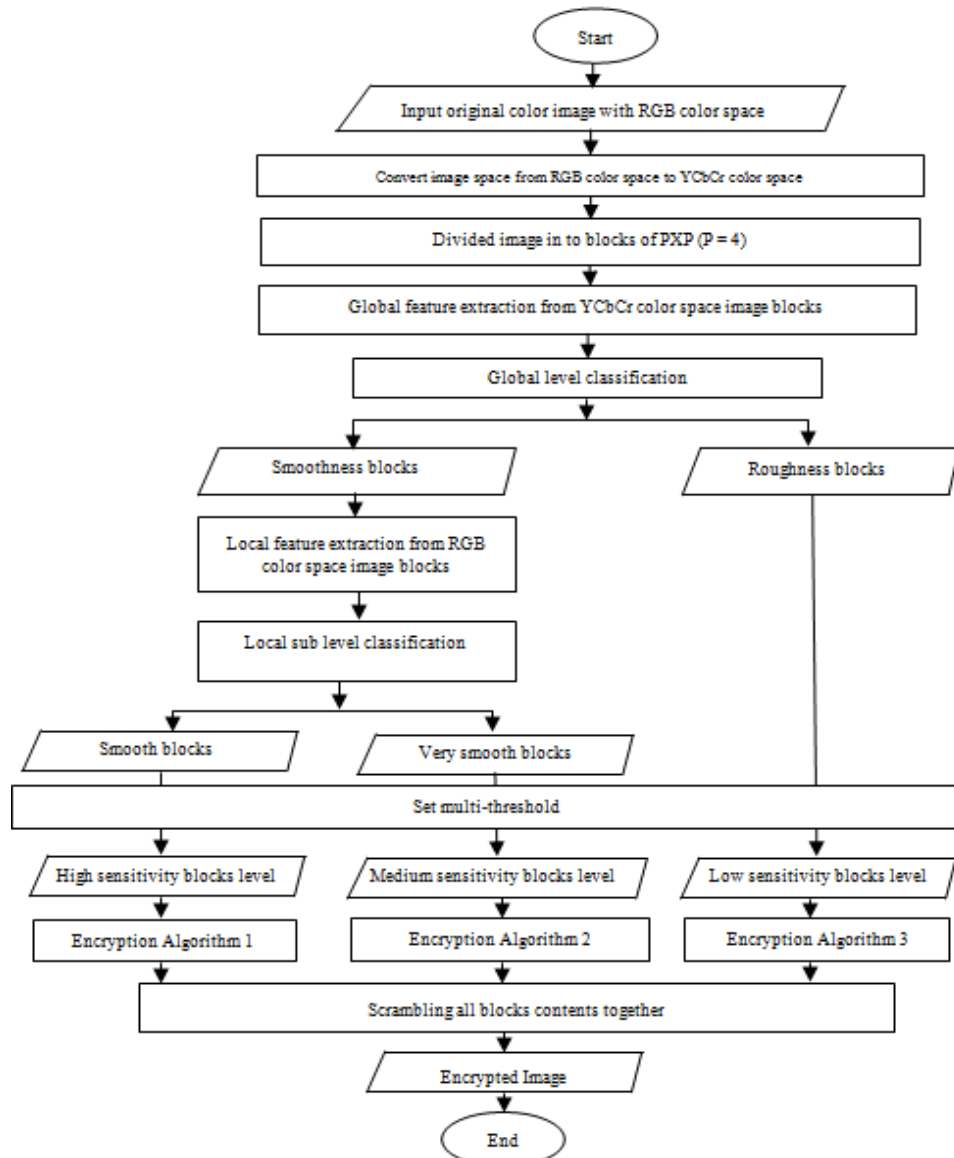 Start
Input original color image with RGB color space
Convert image space from RGB color space to YCbCr color space
Divided image in to blocks of PXP (P = 4)
Global feature extraction from YCbCr color space image blocks
Global level classification
Smoothness blocks
Roughness blocks
Local feature extraction from RGB
color space image blocks
Local sub level classification
Smooth blocks
Very smooth blocks
Set multi-threshold
High sensitivity blocks level
Medium sensitivity blocks level
Low sensitivity blocks level
Encryption Algorithm 1
Encryption Algorithm 2
Encryption Algorithm 3
Scrambling all blocks contents together
Encrypted Image
End